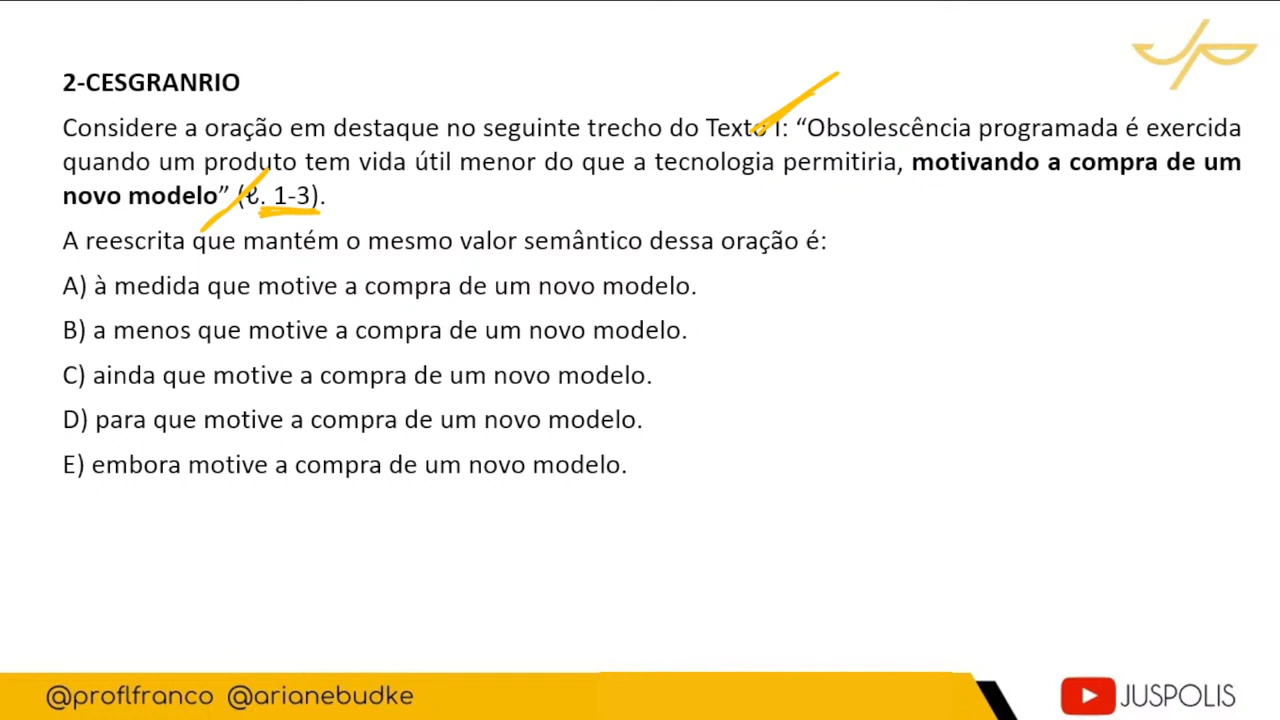 JP
2-CESGRANRIO
Considere a oração em destaque no seguinte trecho do Texto I: “Obsolescência programada é exercida
quando um produto tem vida útil menor do que a tecnologia permitiria, motivando a compra de um
novo modelo” (ℓ. 1-3).
A reescrita que mantém o mesmo valor semântico dessa oração é:
A) à medida que motive a compra de um novo modelo.
B) a menos que motive a compra de um novo modelo.
C) ainda que motive a compra de um novo modelo.
D) para que motive a compra de um novo modelo.
E) embora motive a compra de um novo modelo.
@proflfranco @arianebudke
JUSPOLIS